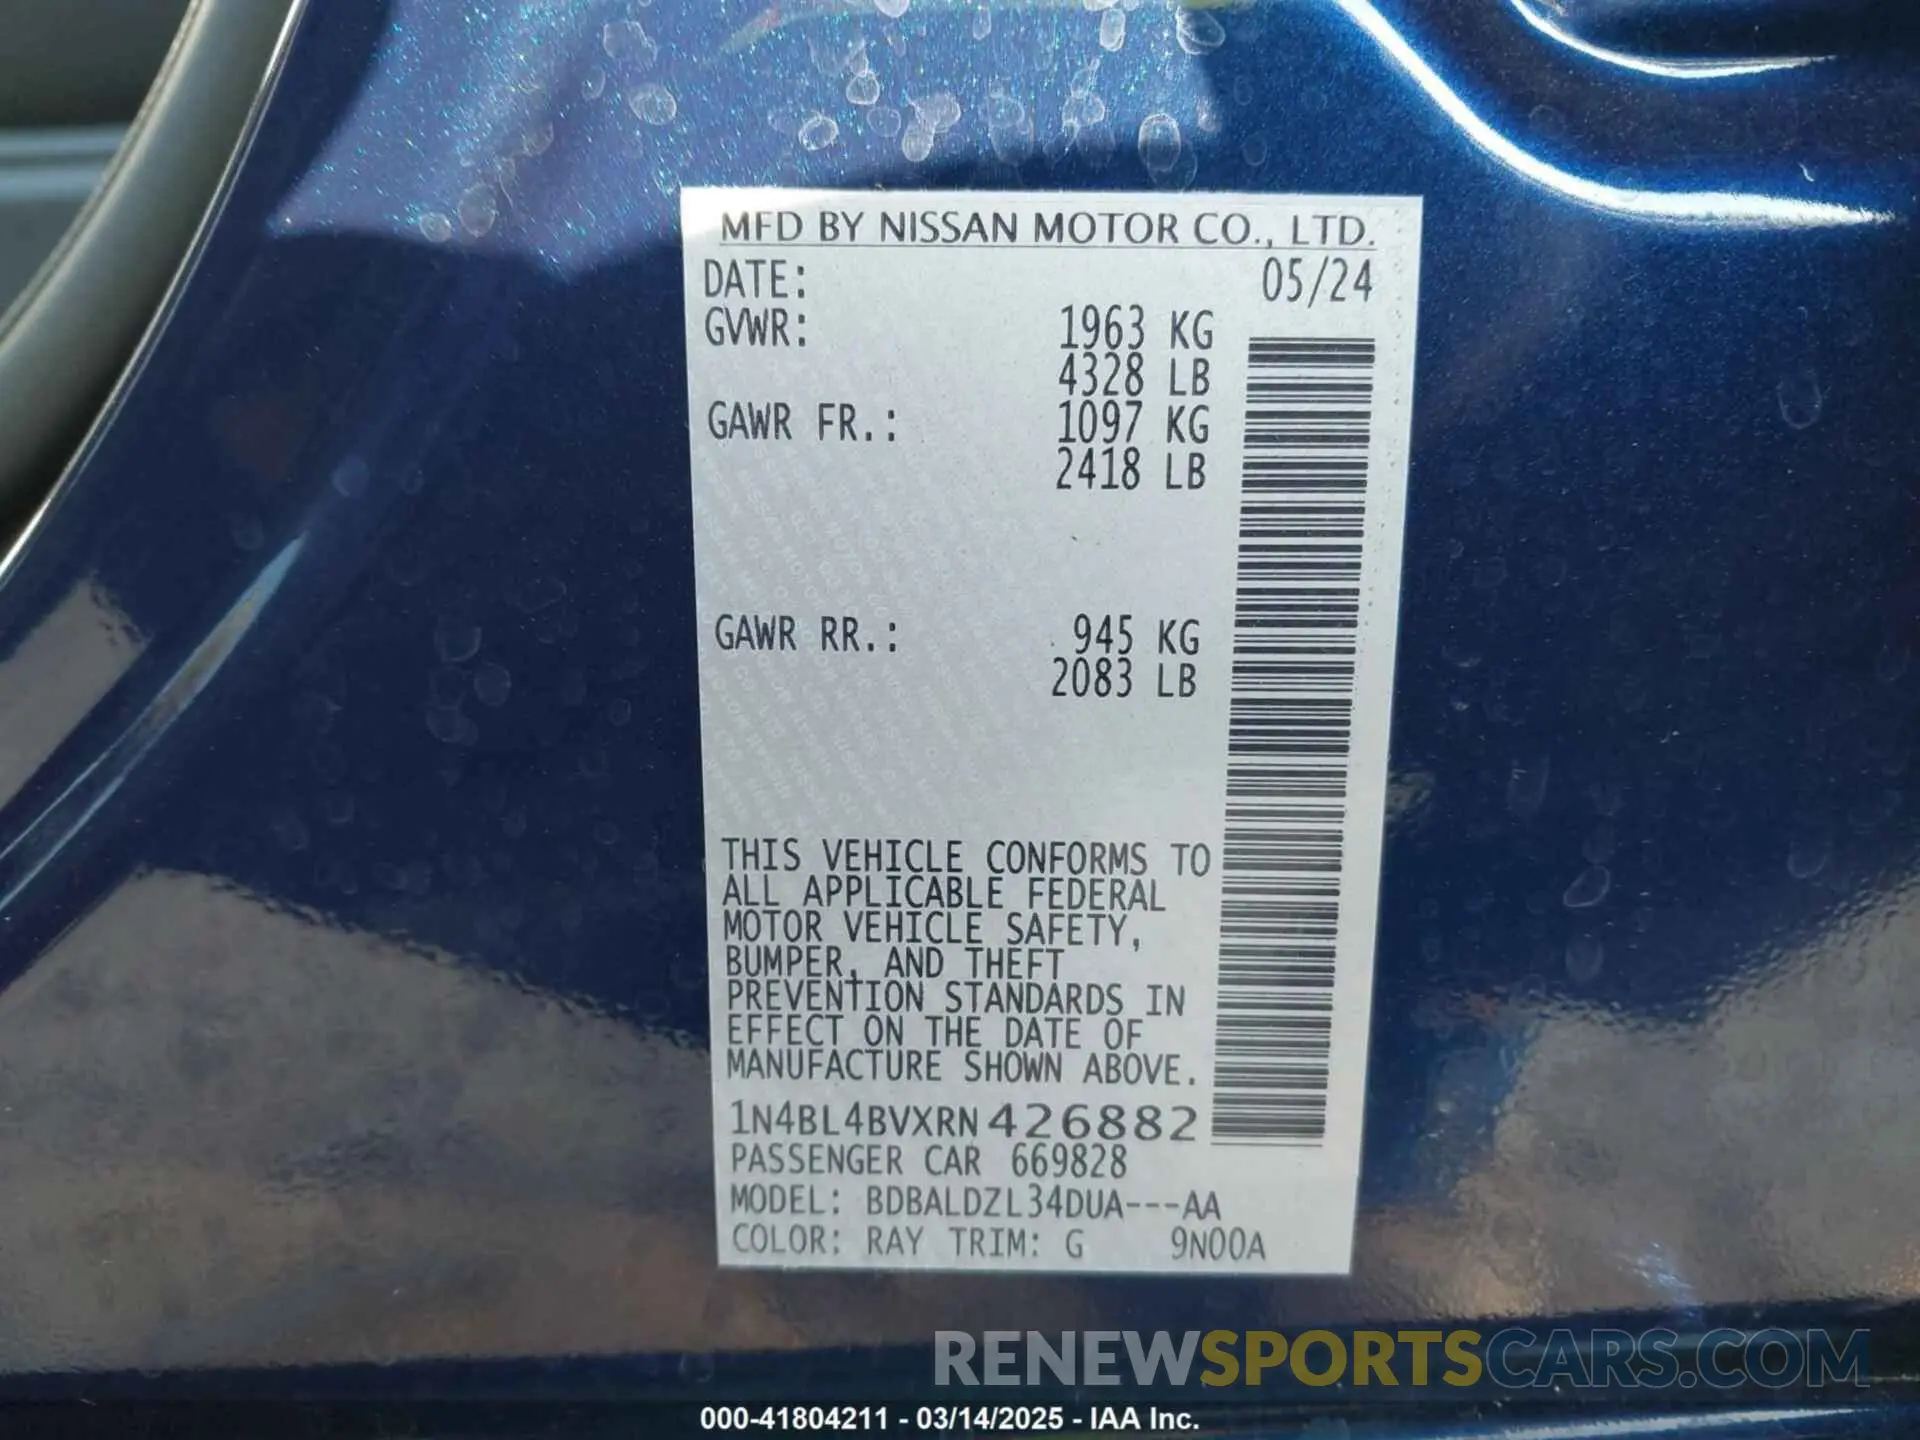 MFD BY NISSAN MOTOR CO., LTD.
DATE: 05/24
GVWR: 1963 KG
4328 LB
GAWR FR.: 1097 KG
2418 LB
GAWR RR.: 945 KG
2083 LB
THIS VEHICLE CONFORMS TO
ALL APPLICABLE FEDERAL
MOTOR VEHICLE SAFETY,
BUMPER, AND THEFT
PREVENTION STANDARDS IN
EFFECT ON THE DATE OF
MANUFACTURE SHOWN ABOVE.
1N4BL4BVXRN426882
PASSENGER CAR 669828
MODEL: BDBALDZL34DUA---AA
COLOR: RAY TRIM: G 9N00A
RENEWSPORTSCARS.COM
000-41804211 - 03/14/2025 - IAA Inc.